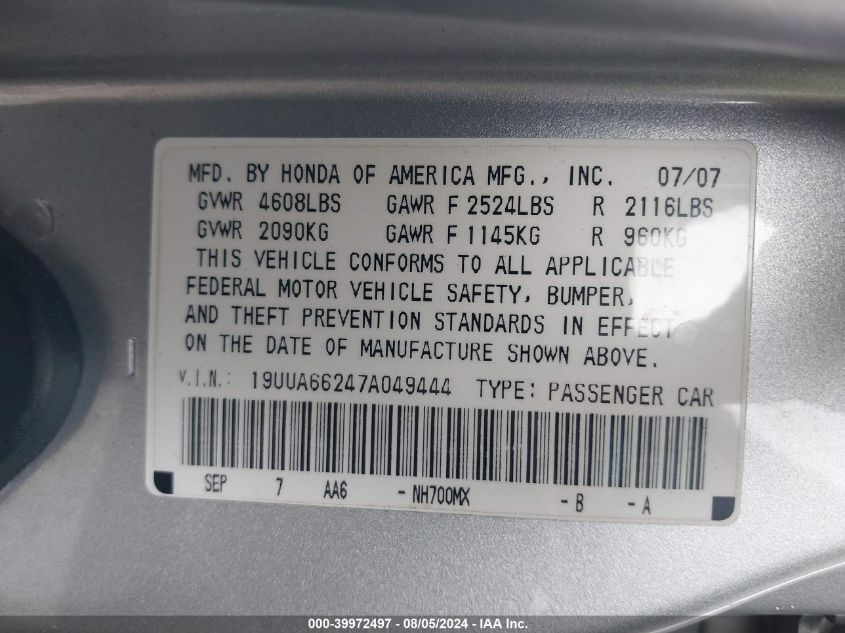 MFD. BY HONDA OF AMERICA MFG., INC. 07/07
GVWR 4608LBS GAWR F 2524LBS R 2116LBS
GVWR 2090KG GAWR F 1145KG R 960KG
THIS VEHICLE CONFORMS TO ALL APPLICABLE
FEDERAL MOTOR VEHICLE SAFETY, BUMPER,
AND THEFT PREVENTION STANDARDS IN EFFECT
ON THE DATE OF MANUFACTURE SHOWN ABOVE.
V.I.N.: 19UUA66247A049444 TYPE: PASSENGER CAR
SEP 7 AA6 - NH700MX - B - A
000-39972497 - 08/05/2024 - IAA Inc.